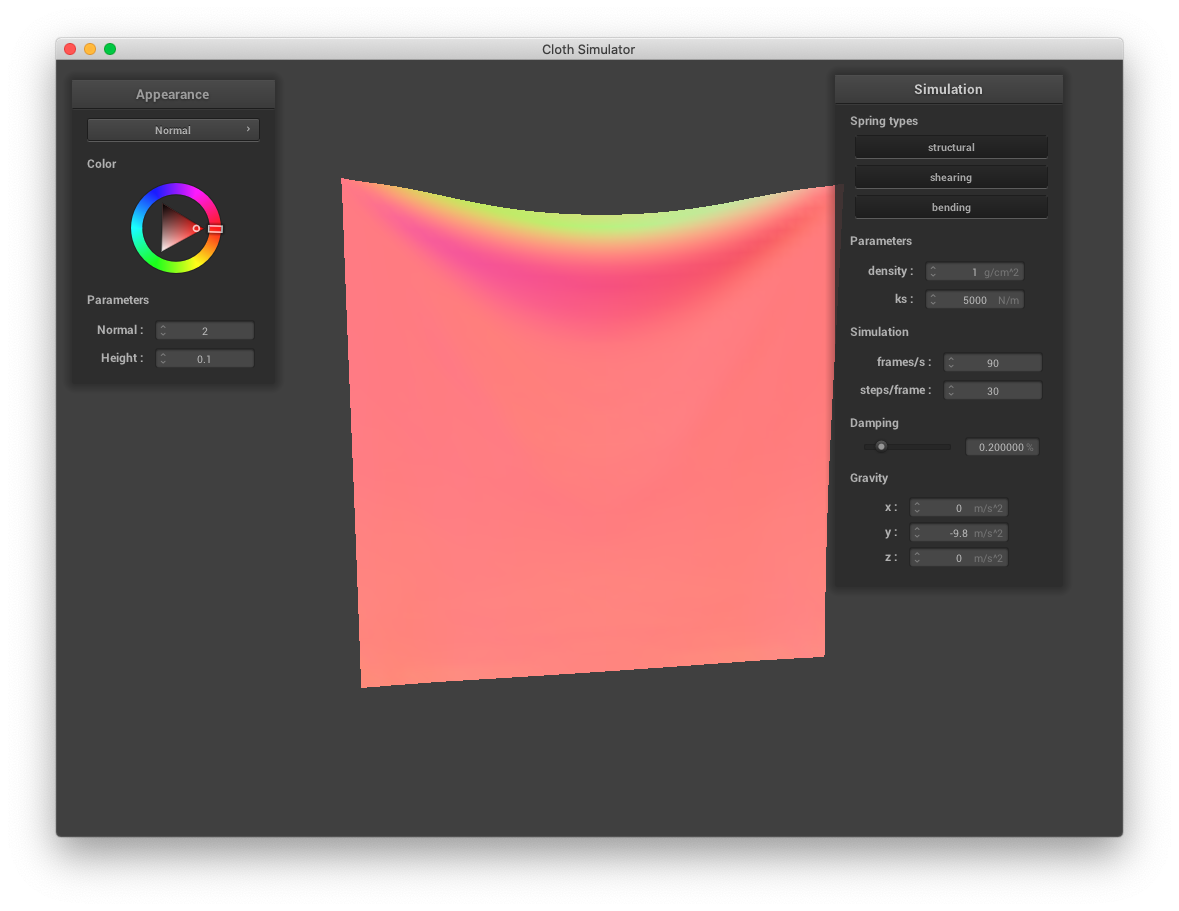 Cloth Simulator
Appearance
Normal ›
Color
Parameters
Normal : 2
Height : 0.1
Simulation
Spring types
structural
shearing
bending
Parameters
density : 1 g/cm^2
ks : 5000 N/m
Simulation
frames/s : 90
steps/frame : 30
Damping
0.200000 %
Gravity
x : 0 m/s^2
y : -9.8 m/s^2
z : 0 m/s^2